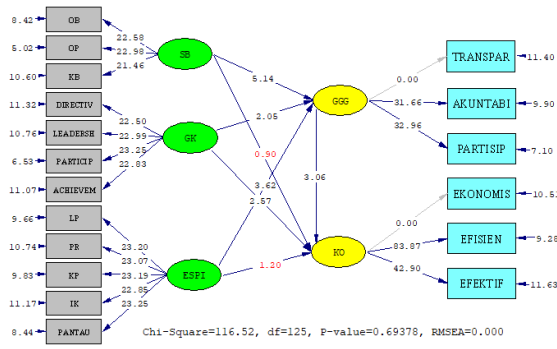 8.42 OB
5.02 OP
10.60 KB
11.32 DIRECTIV
10.76 LEADERSH
6.53 PARTICIP
11.07 ACHIEVEM
9.66 LP
10.74 PR
9.83 KP
11.17 IK
8.44 PANTAU
22.58
22.98
21.46
22.50
22.99
23.25
22.83
23.20
23.07
23.19
22.85
23.25
SB
GK
ESPI
5.14
2.05
0.90
3.62
2.57
1.20
3.06
GGG
KO
0.00
31.66
32.96
0.00
83.87
42.90
TRANSPAR 11.40
AKUNTABI 9.90
PARTISIP 7.10
EKONOMIS 10.51
EFISIEN 9.28
EFEKTIF 11.63
Chi-Square=116.52, df=125, P-value=0.69378, RMSEA=0.000